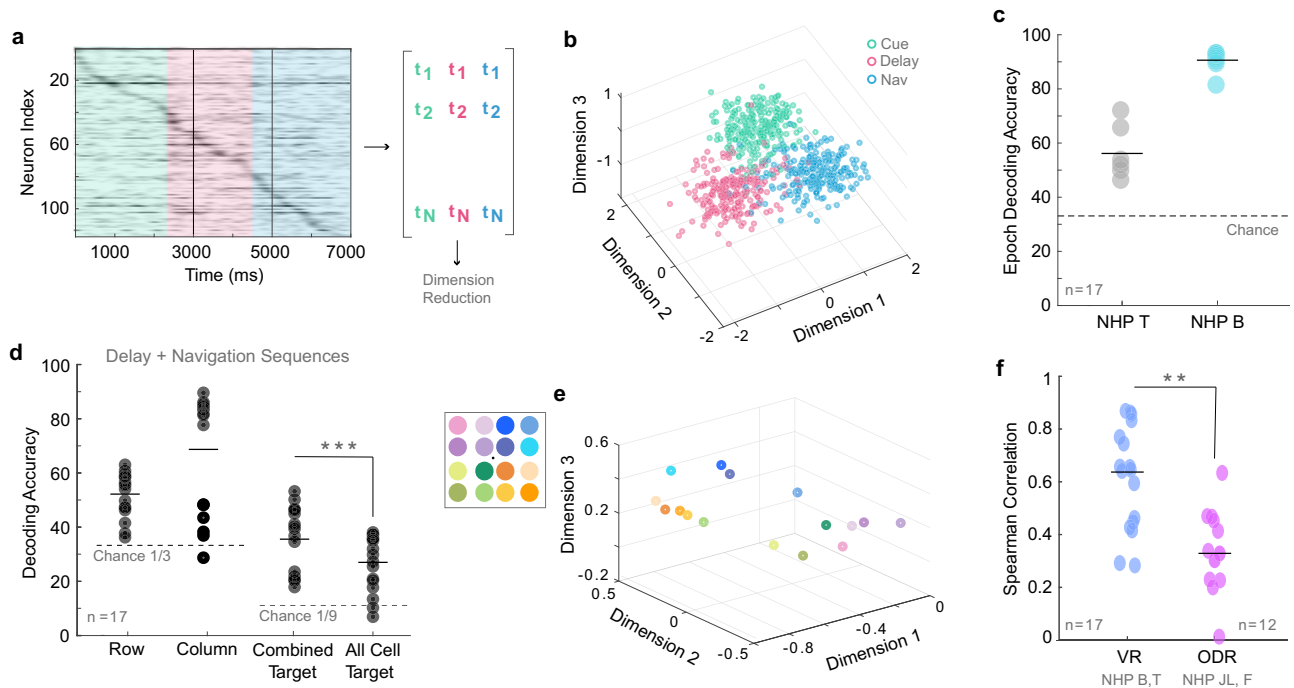 a
20
60
100
Neuron Index
1000 3000 5000 7000
Time (ms)
t1 t1 t1
t2 t2 t2
tN tN tN
Dimension
Reduction
b
Cue
Delay
Nav
1
0
-1
Dimension 3
2
0
-2
Dimension 2
-2
0
2
Dimension 1
c
100
80
60
40
20
0
Epoch Decoding Accuracy
Chance
n=17
NHP T NHP B
d
Delay + Navigation Sequences
100
80
60
40
20
0
Decoding Accuracy
***
Chance 1/3
Chance 1/9
n=17
Row Column Combined Target All Cell Target
e
0.6
0.2
-0.2
Dimension 3
0.5
0
-0.5
Dimension 2
-0.8
-0.4
0
Dimension 1
f
1
0.8
0.6
0.4
0.2
0
Spearman Correlation
**
n=17
n=12
VR ODR
NHP B,T NHP JL, F